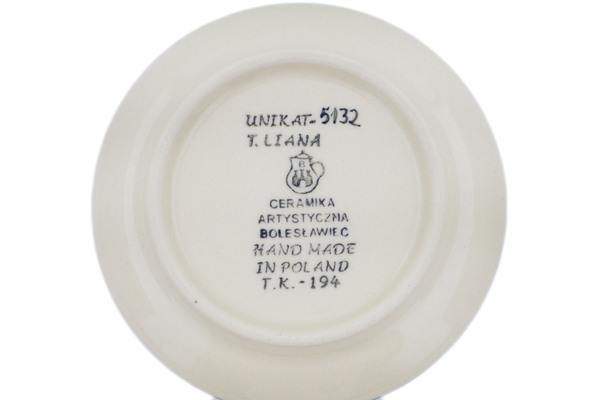 UNIKAT-5132
T. LIANA
B
CERAMIKA
ARTYSTYCZNA
BOLESŁAWIEC
HAND MADE
IN POLAND
T.K.-194